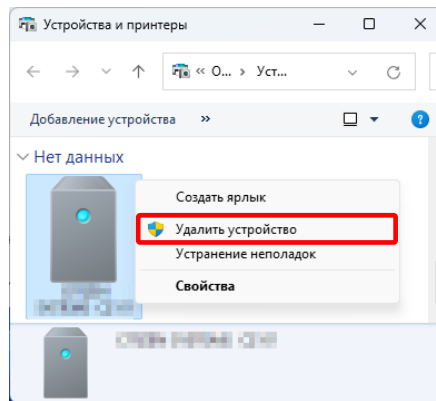 Устройства и принтеры
« О... › Уст...
Добавление устройства »
Нет данных
Создать ярлык
Удалить устройство
Устранение неполадок
Свойства